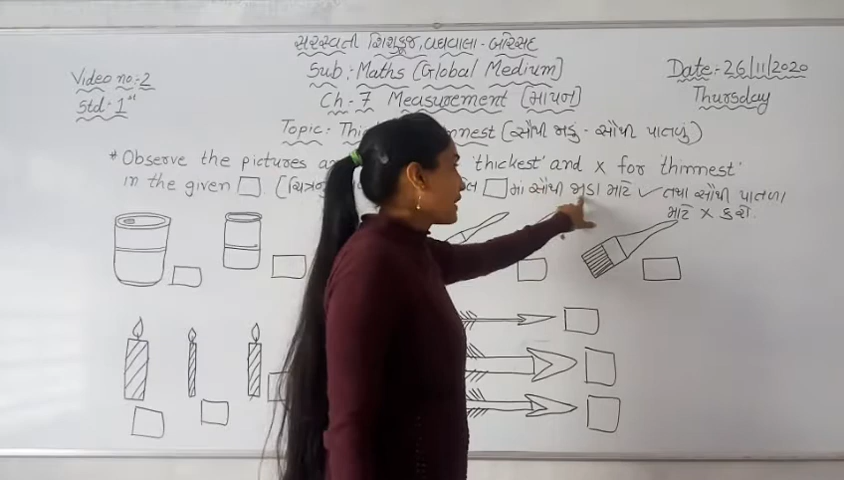 સરસ્વતી શિશુકુંજ, વઘવાલા - બોરસદ
Video no:- 2
Sub:- Maths (Global Medium)
Date:- 26/11/2020
Std:- 1st
Ch-7 Measurement [માપન]
Thursday
Topic: (સૌથી જાડું - સૌથી પાતળું)
* Observe the pictures 'thickest' and x for thinnest'
in the given □. માં સૌથી જાડા માટે ✓ તથા સૌથી પાતળા
માટે x કરો.